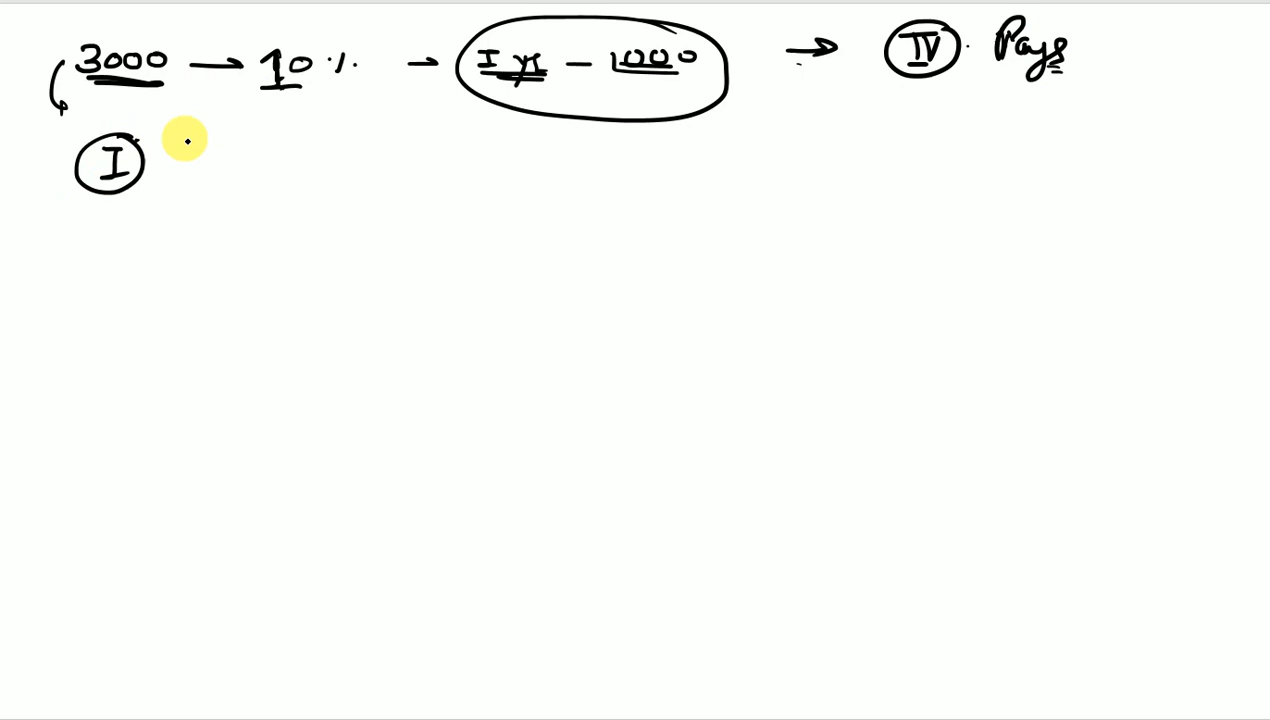 3000 → 10 % → I yr - 1000 → IV. Pays
I